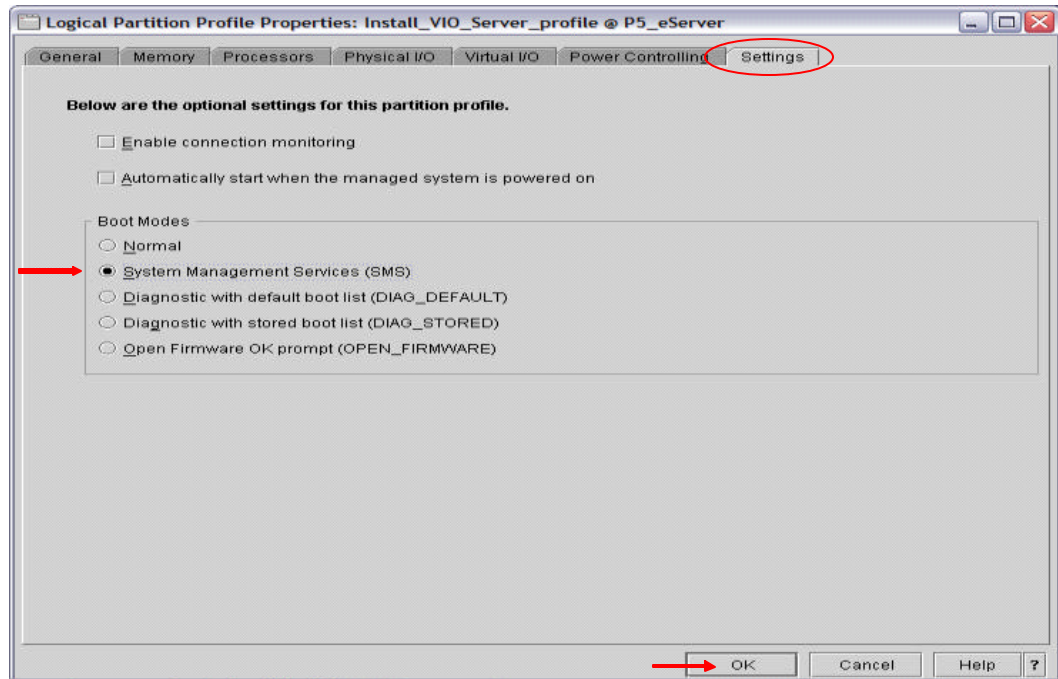 Logical Partition Profile Properties: Install_VIO_Server_profile @ P5_eServer
General Memory Processors Physical I/O Virtual I/O Power Controlling Settings
Below are the optional settings for this partition profile.
Enable connection monitoring
Automatically start when the managed system is powered on
Boot Modes
Normal
System Management Services (SMS)
Diagnostic with default boot list (DIAG_DEFAULT)
Diagnostic with stored boot list (DIAG_STORED)
Open Firmware OK prompt (OPEN_FIRMWARE)
OK Cancel Help ?